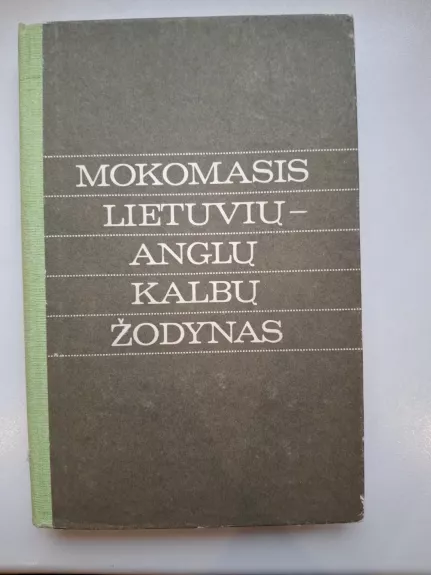 MOKOMASIS
LIETUVIŲ–
ANGLŲ
KALBŲ
ŽODYNAS